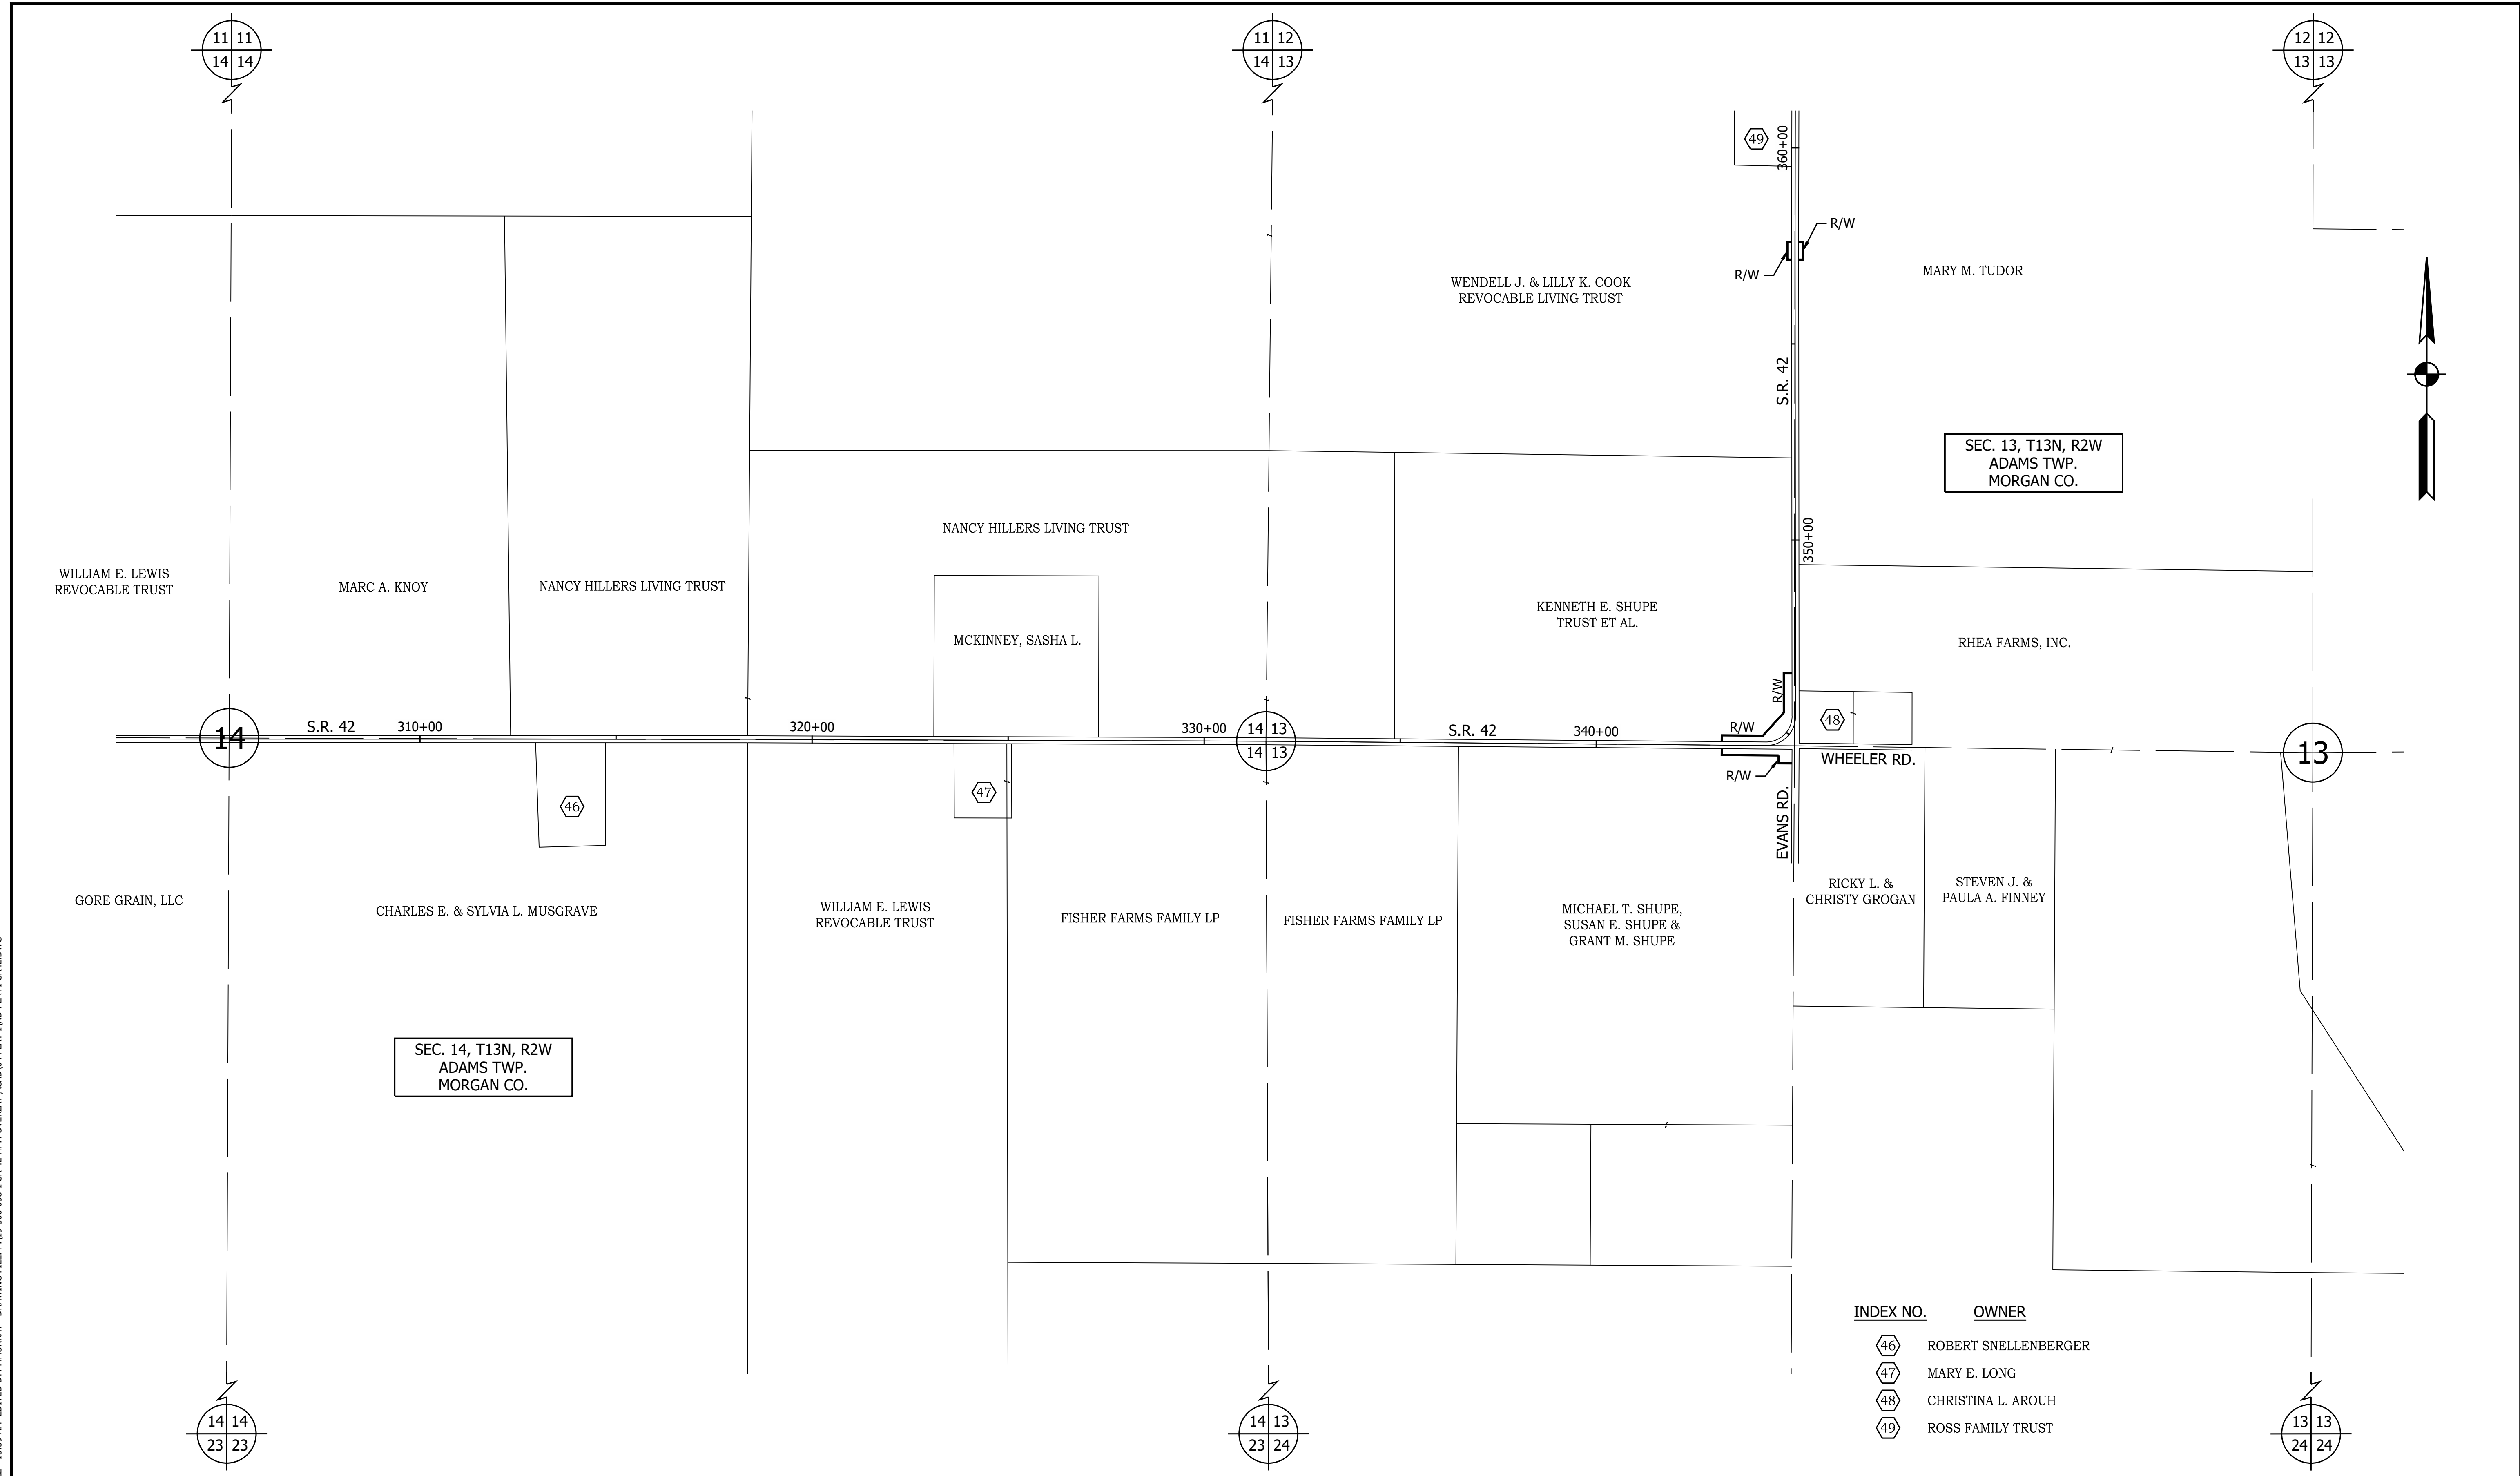 11 11
14 14
11 12
14 13
12 12
13 13
49
360+00
R/W
R/W
WENDELL J. & LILLY K. COOK
REVOCABLE LIVING TRUST
MARY M. TUDOR
S.R. 42
SEC. 13, T13N, R2W
ADAMS TWP.
MORGAN CO.
350+00
NANCY HILLERS LIVING TRUST
WILLIAM E. LEWIS
REVOCABLE TRUST
MARC A. KNOY
NANCY HILLERS LIVING TRUST
MCKINNEY, SASHA L.
KENNETH E. SHUPE
TRUST ET AL.
RHEA FARMS, INC.
R/W
14
S.R. 42
310+00
320+00
330+00
14 13
14 13
S.R. 42
340+00
R/W
48
WHEELER RD.
13
R/W
46
47
EVANS RD.
GORE GRAIN, LLC
CHARLES E. & SYLVIA L. MUSGRAVE
WILLIAM E. LEWIS
REVOCABLE TRUST
FISHER FARMS FAMILY LP
FISHER FARMS FAMILY LP
MICHAEL T. SHUPE,
SUSAN E. SHUPE &
GRANT M. SHUPE
RICKY L. &
CHRISTY GROGAN
STEVEN J. &
PAULA A. FINNEY
SEC. 14, T13N, R2W
ADAMS TWP.
MORGAN CO.
INDEX NO. OWNER
46 ROBERT SNELLENBERGER
47 MARY E. LONG
48 CHRISTINA L. AROUH
49 ROSS FAMILY TRUST
14 14
23 23
14 13
23 24
13 13
24 24